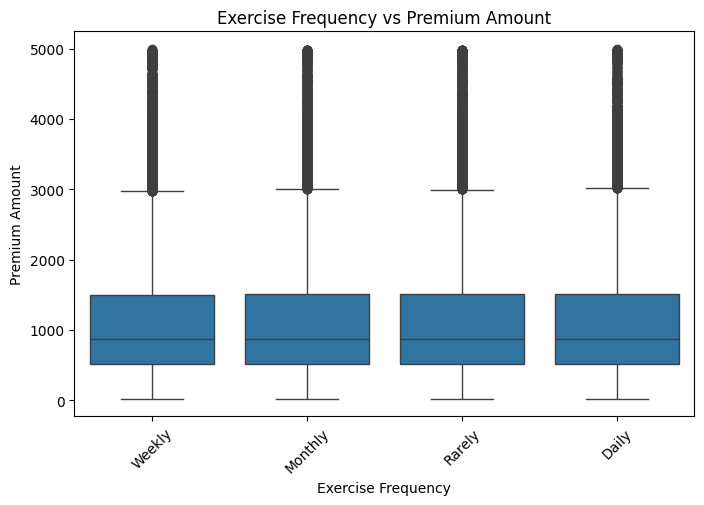 Exercise Frequency vs Premium Amount
5000
4000
3000
2000
1000
0
Premium Amount
Weekly
Monthly
Rarely
Daily
Exercise Frequency